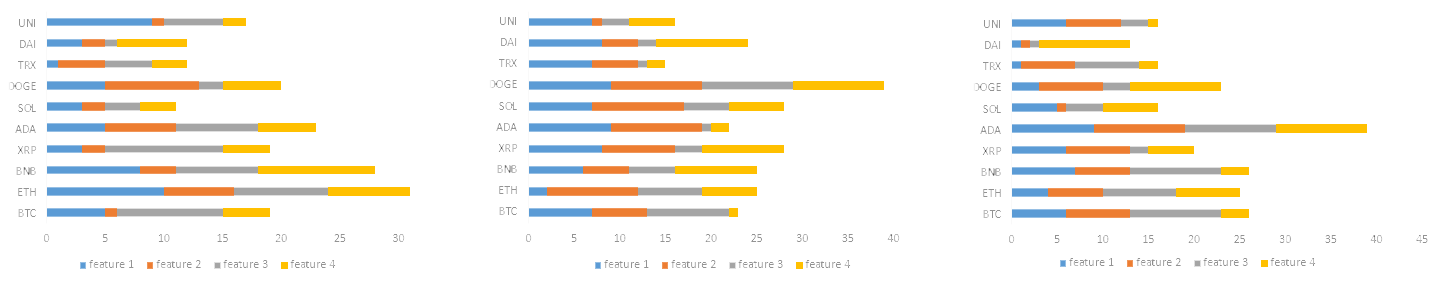 UNI
DAI
TRX
DOGE
SOL
ADA
XRP
BNB
ETH
BTC
0 5 10 15 20 25 30
feature 1 feature 2 feature 3 feature 4
UNI
DAI
TRX
DOGE
SOL
ADA
XRP
BNB
ETH
BTC
0 5 10 15 20 25 30 35 40
feature 1 feature 2 feature 3 feature 4
UNI
DAI
TRX
DOGE
SOL
ADA
XRP
BNB
ETH
BTC
0 5 10 15 20 25 30 35 40 45
feature 1 feature 2 feature 3 feature 4